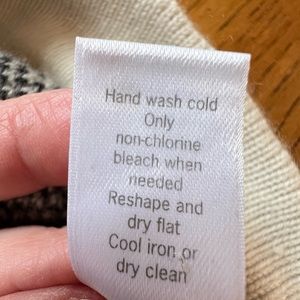 Hand wash cold
Only
non-chlorine
bleach when
needed
Reshape and
dry flat
Cool iron or
dry clean